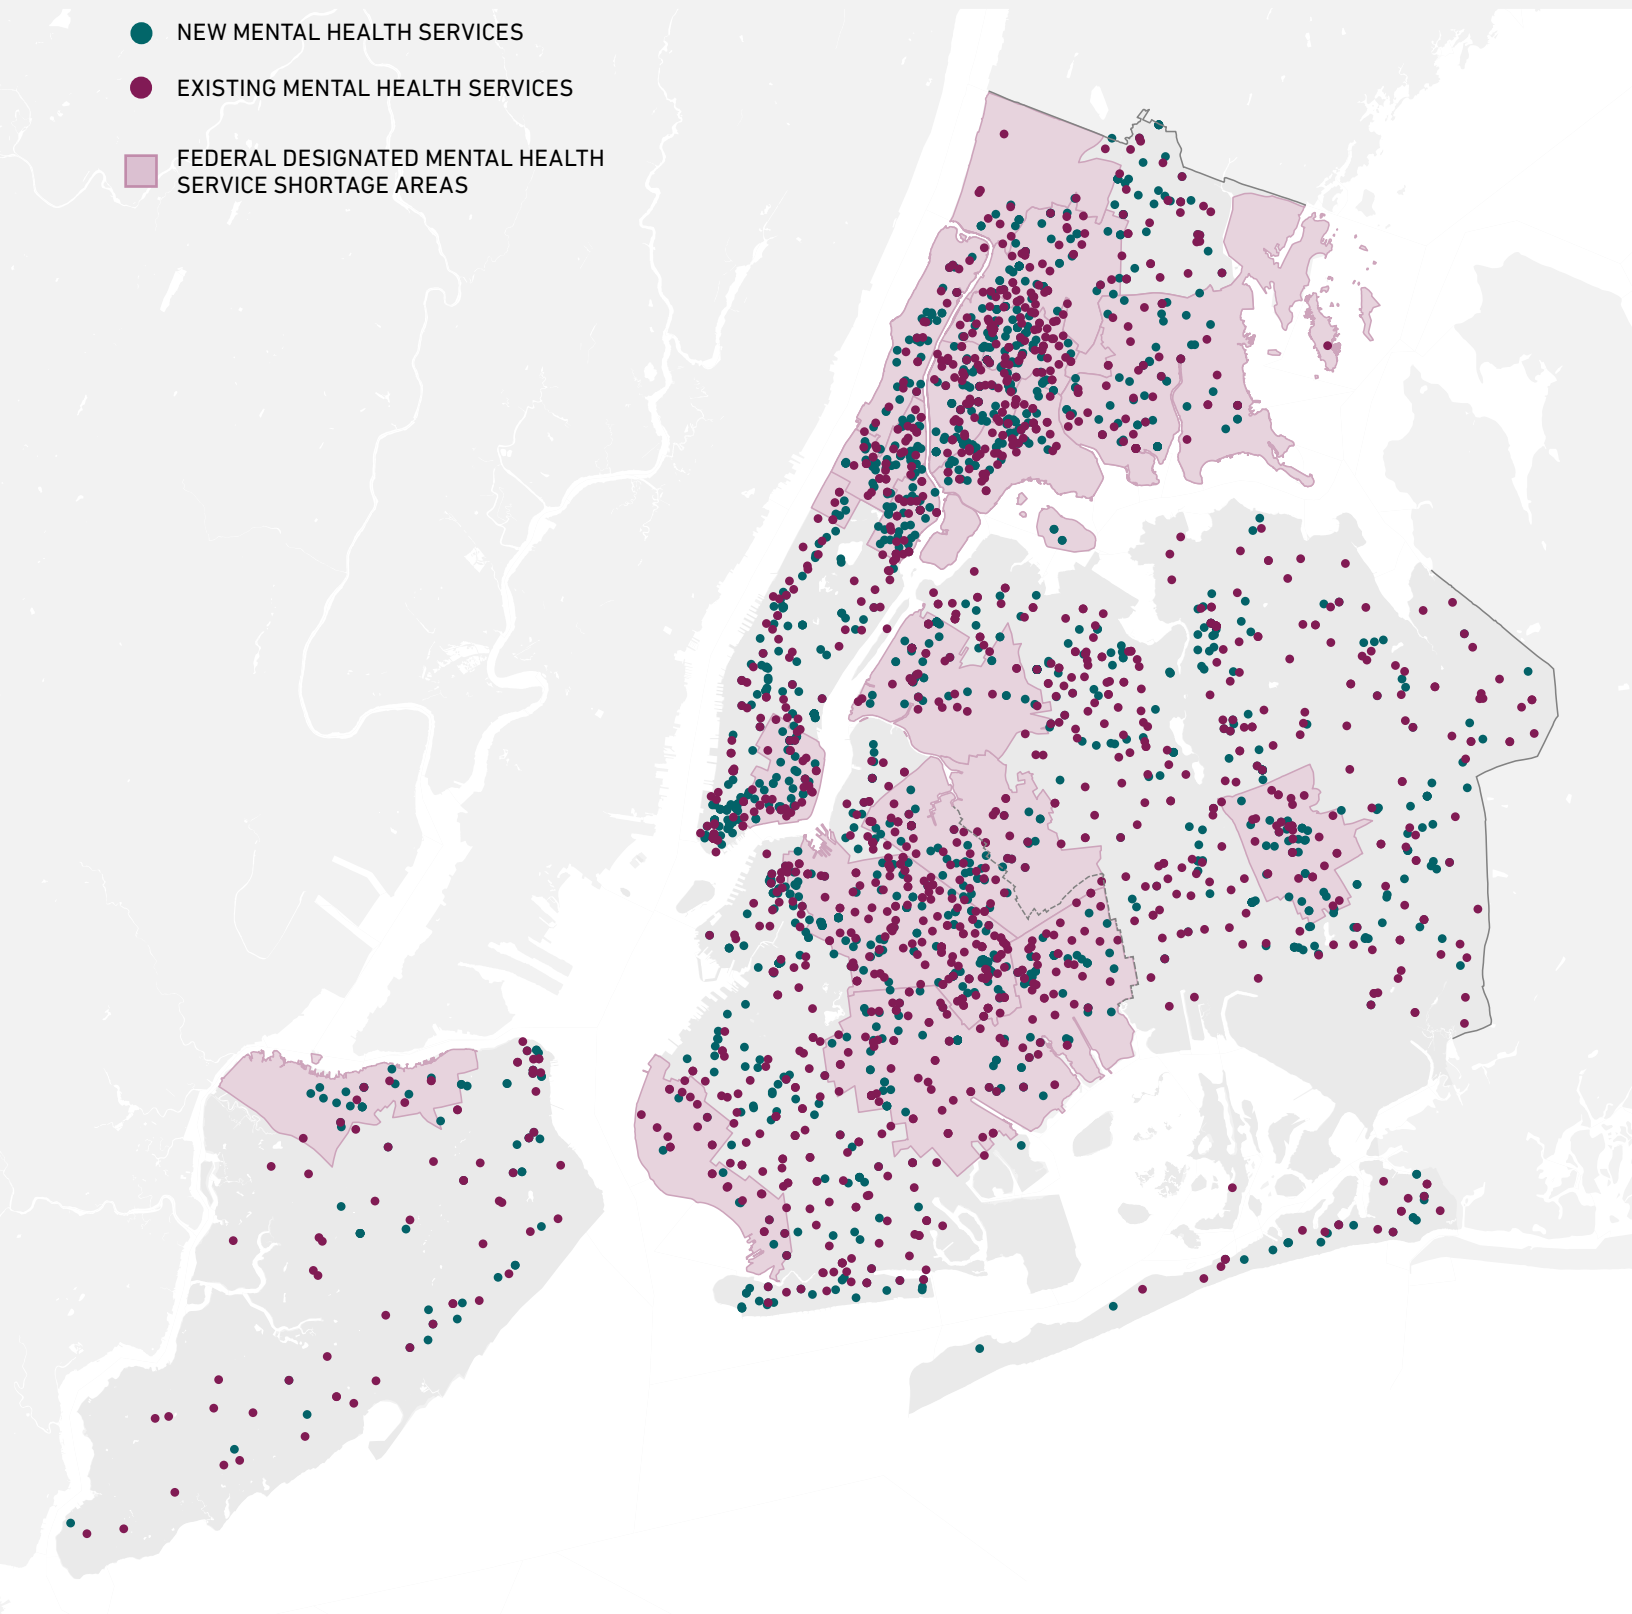 NEW MENTAL HEALTH SERVICES
EXISTING MENTAL HEALTH SERVICES
FEDERAL DESIGNATED MENTAL HEALTH
SERVICE SHORTAGE AREAS